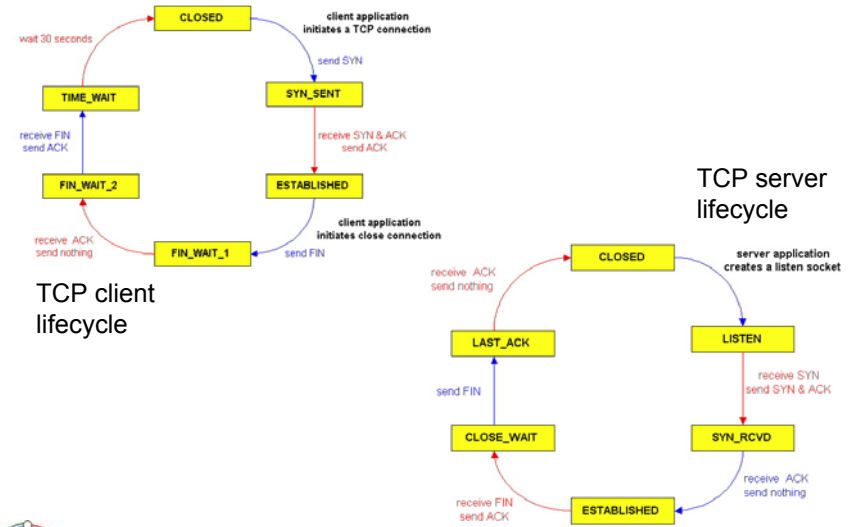 CLOSED
client application
initiates a TCP connection
wait 30 seconds
send SYN
TIME_WAIT
SYN_SENT
receive FIN
send ACK
receive SYN & ACK
send ACK
FIN_WAIT_2
ESTABLISHED
client application
initiates close connection
receive ACK
send nothing
FIN_WAIT_1
send FIN
TCP client
lifecycle
TCP server
lifecycle
CLOSED
server application
creates a listen socket
receive ACK
send nothing
LAST_ACK
LISTEN
receive SYN
send SYN & ACK
send FIN
CLOSE_WAIT
SYN_RCVD
receive ACK
send nothing
receive FIN
send ACK
ESTABLISHED